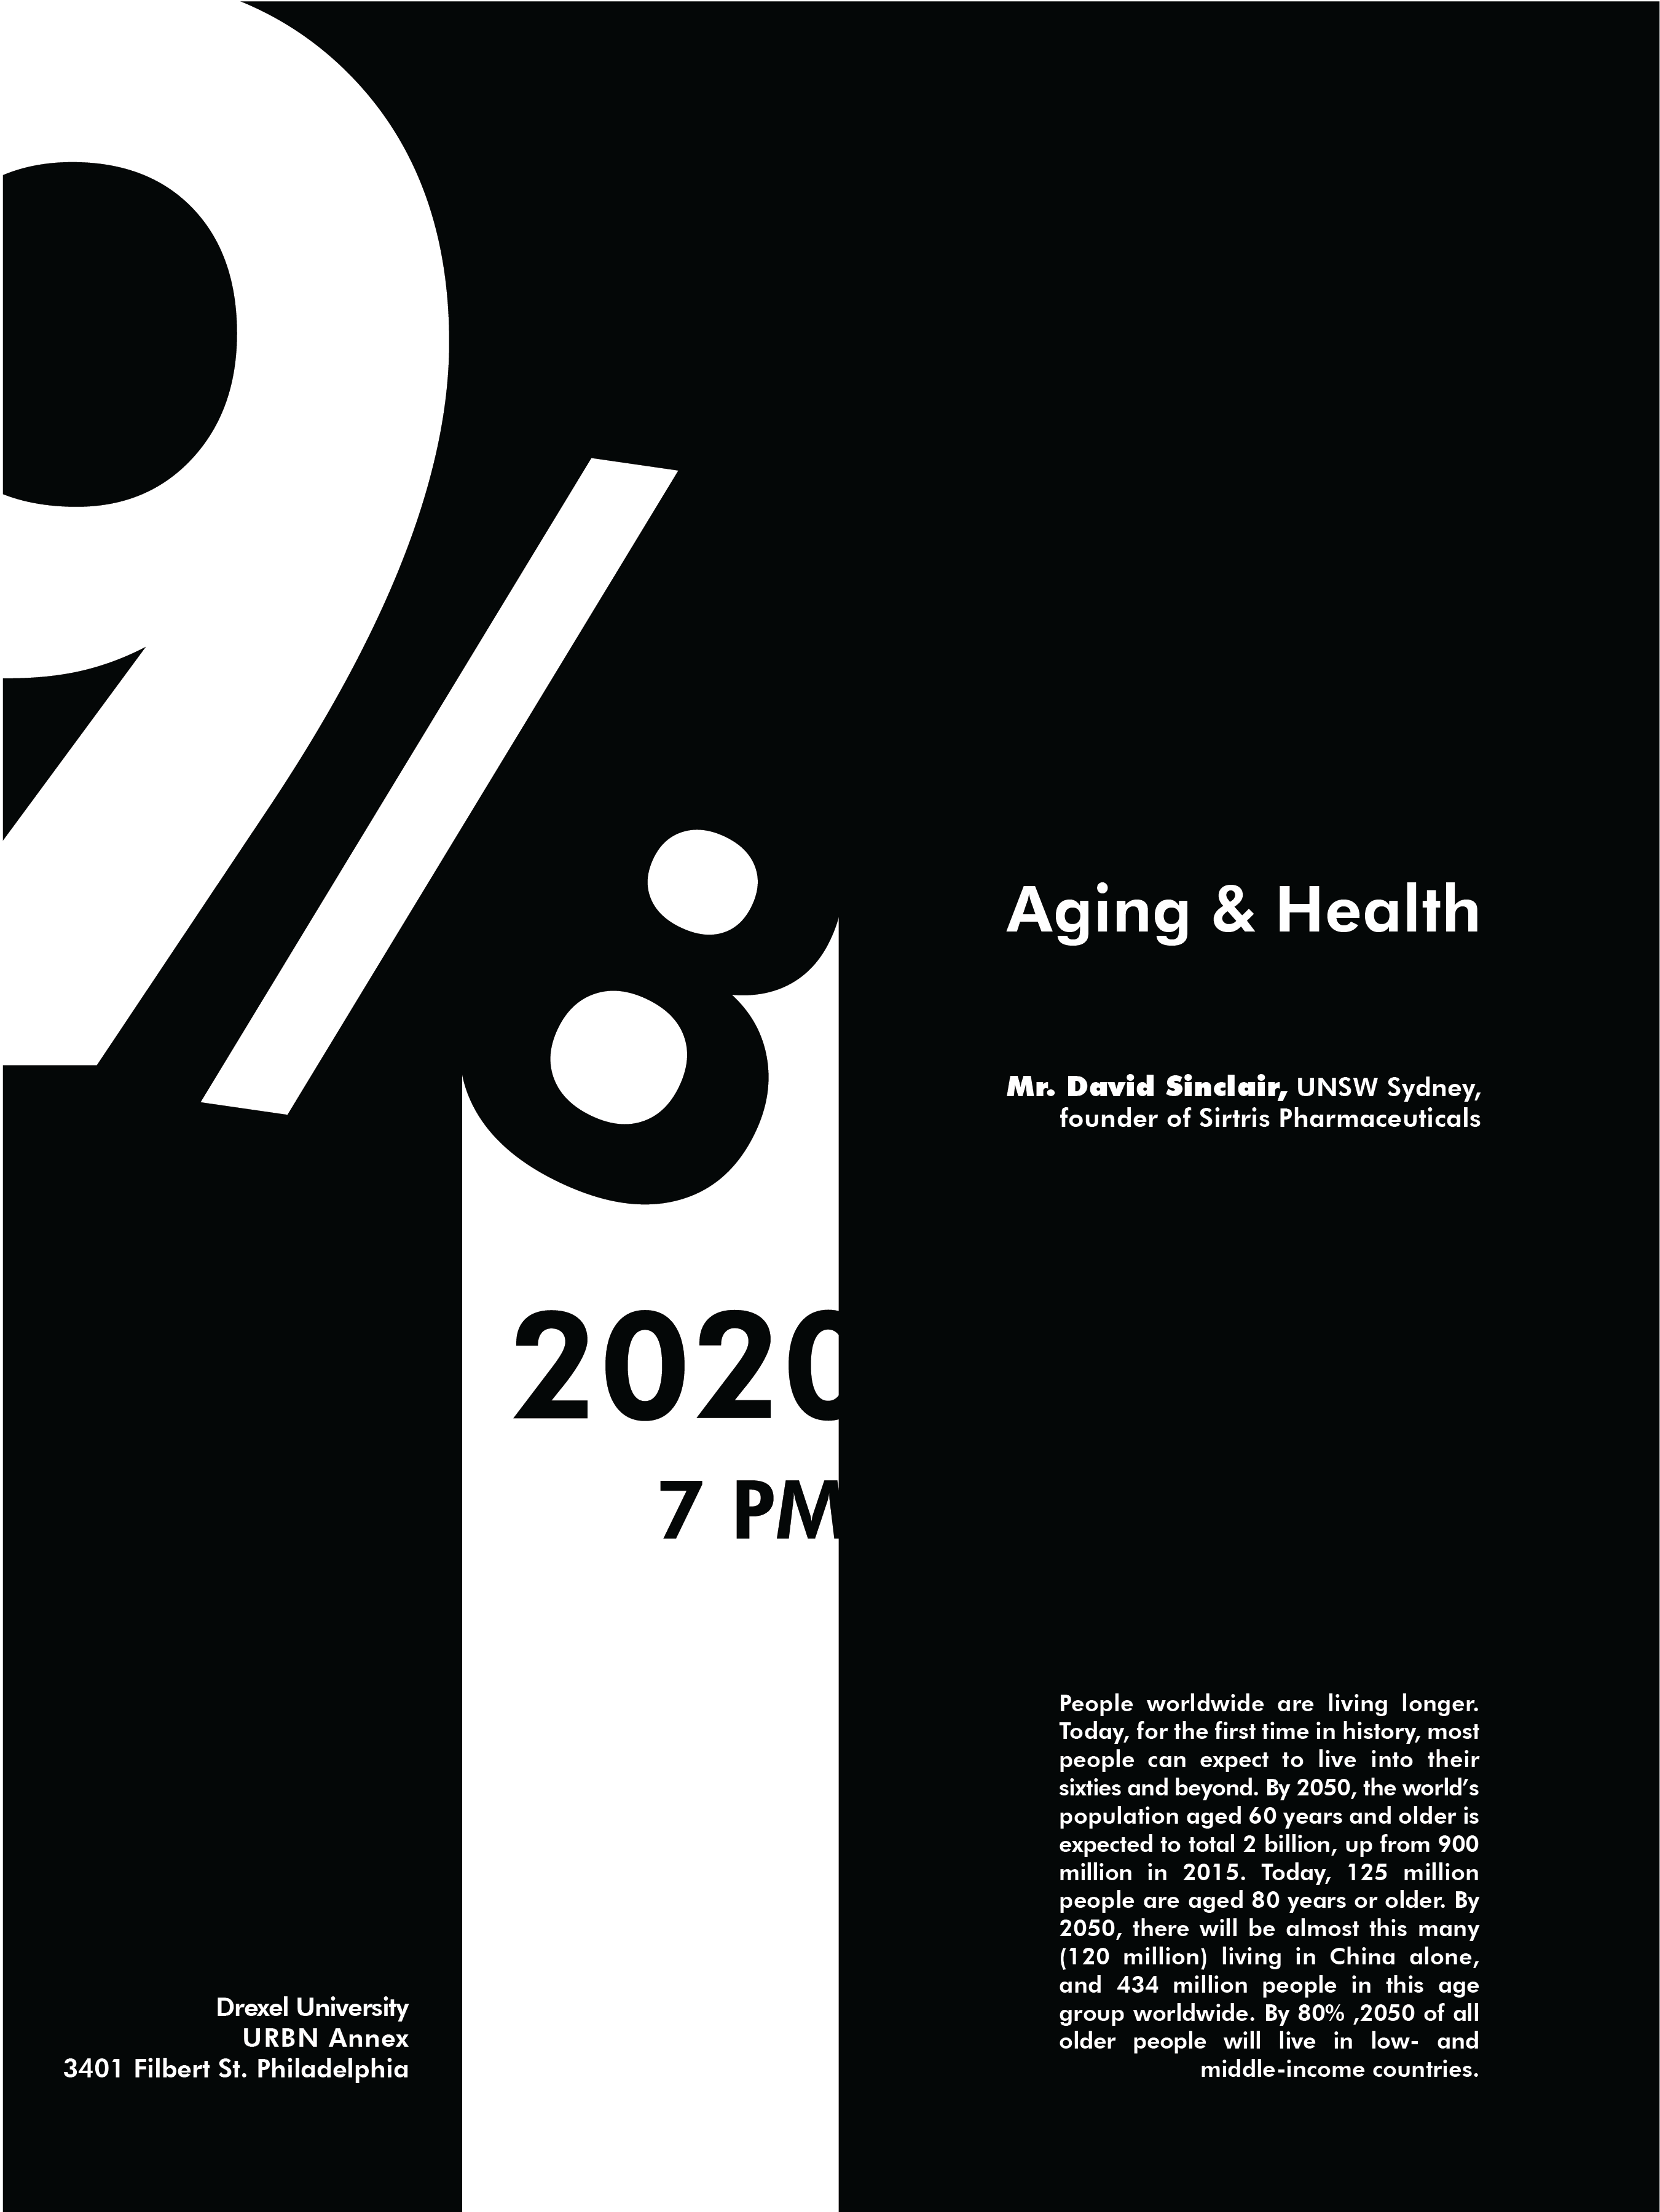 9/
8
2020
7 PM
Aging & Health
Mr. David Sinclair, UNSW Sydney,
founder of Sirtris Pharmaceuticals
People worldwide are living longer.
Today, for the first time in history, most
people can expect to live into their
sixties and beyond. By 2050, the world’s
population aged 60 years and older is
expected to total 2 billion, up from 900
million in 2015. Today, 125 million
people are aged 80 years or older. By
2050, there will be almost this many
(120 million) living in China alone,
and 434 million people in this age
group worldwide. By 80% ,2050 of all
older people will live in low- and
middle-income countries.
Drexel University
URBN Annex
3401 Filbert St. Philadelphia